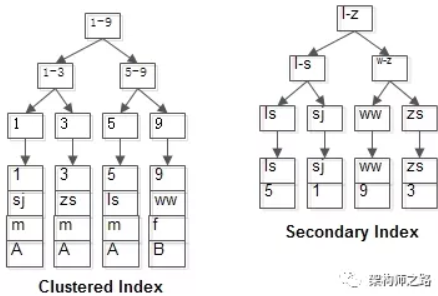 1-9
1-3 5-9
1 3 5 9
1 3 5 9
sj zs ls ww
m m m f
A A A B
Clustered Index
l-z
l-s w-z
ls sj ww zs
ls sj ww zs
5 1 9 3
Secondary Index
架构师之路